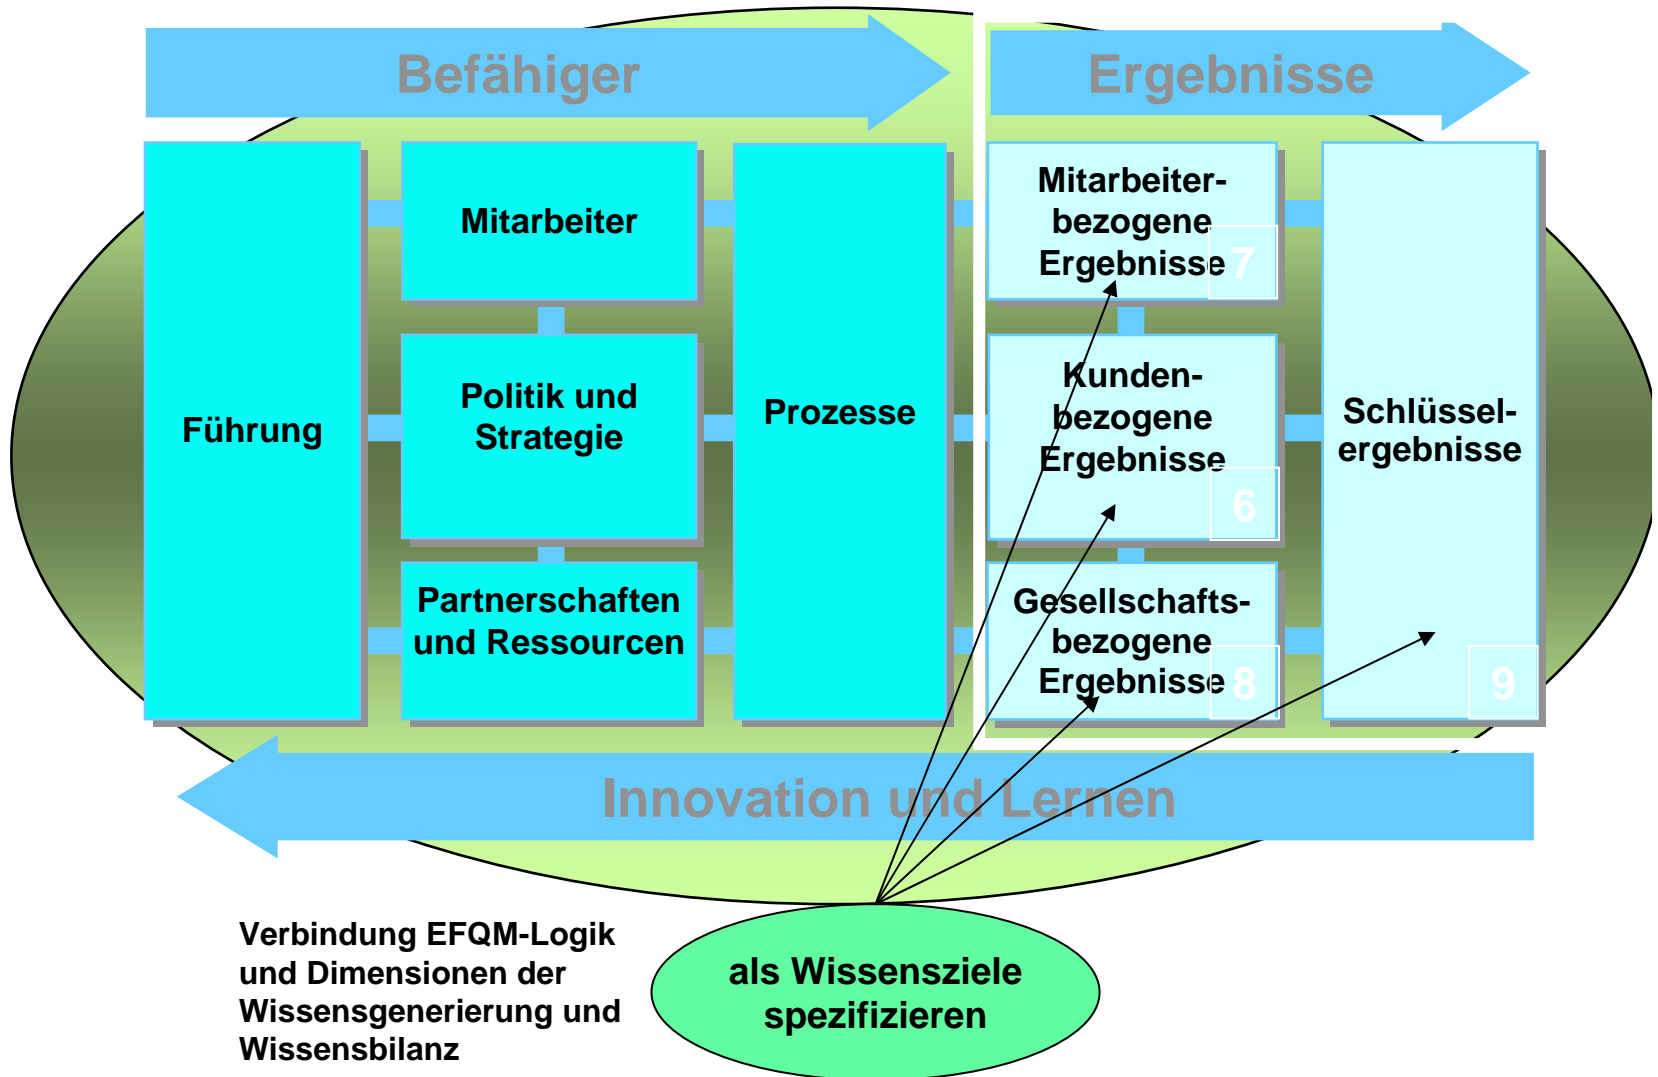 Befähiger
Ergebnisse
Führung
Mitarbeiter
Politik und
Strategie
Partnerschaften
und Ressourcen
Prozesse
Mitarbeiter-
bezogene
Ergebnisse
7
Kunden-
bezogene
Ergebnisse
6
Gesellschafts-
bezogene
Ergebnisse
8
Schlüssel-
ergebnisse
9
Innovation und Lernen
Verbindung EFQM-Logik
und Dimensionen der
Wissensgenerierung und
Wissensbilanz
als Wissensziele
spezifizieren